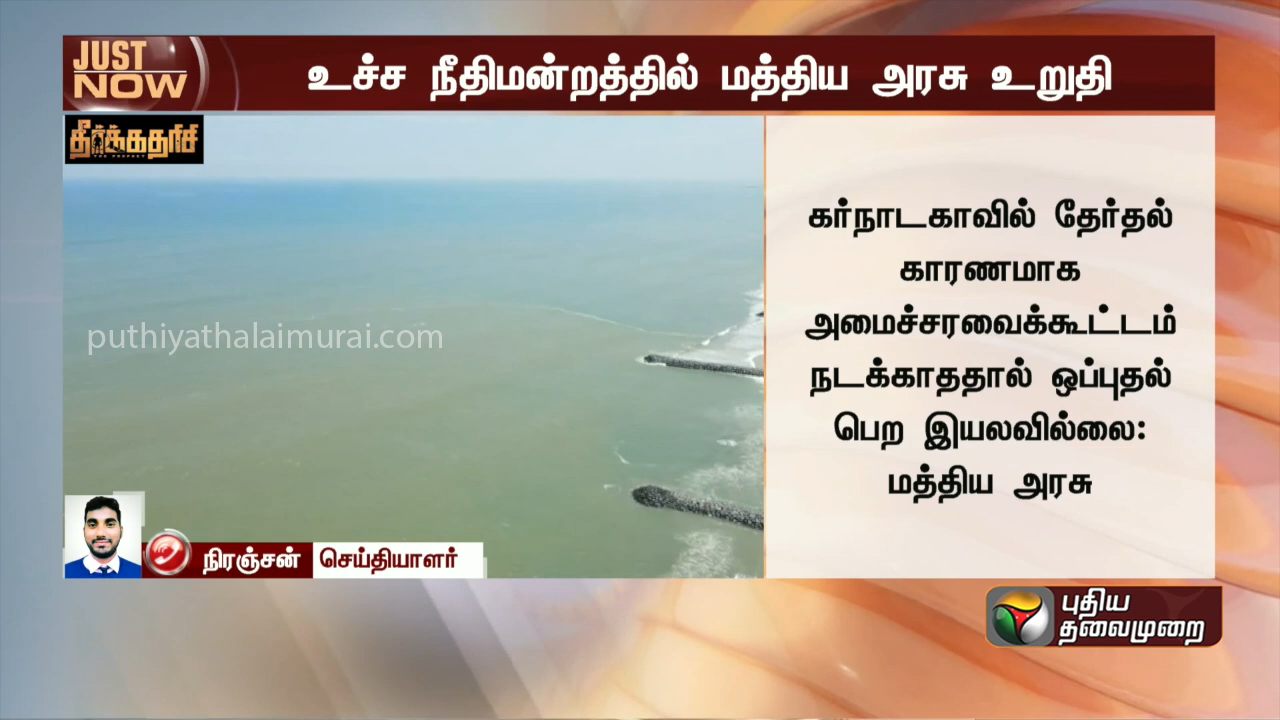 JUST
NOW
உச்ச நீதிமன்றத்தில் மத்திய அரசு உறுதி
தீர்க்கதரிசி
THE PROPHET
கர்நாடகாவில் தேர்தல்
காரணமாக
அமைச்சரவைக்கூட்டம்
நடக்காததால் ஒப்புதல்
பெற இயலவில்லை:
மத்திய அரசு
puthiyathalaimurai.com
நிரஞ்சன் செய்தியாளர்
புதிய
தலைமுறை